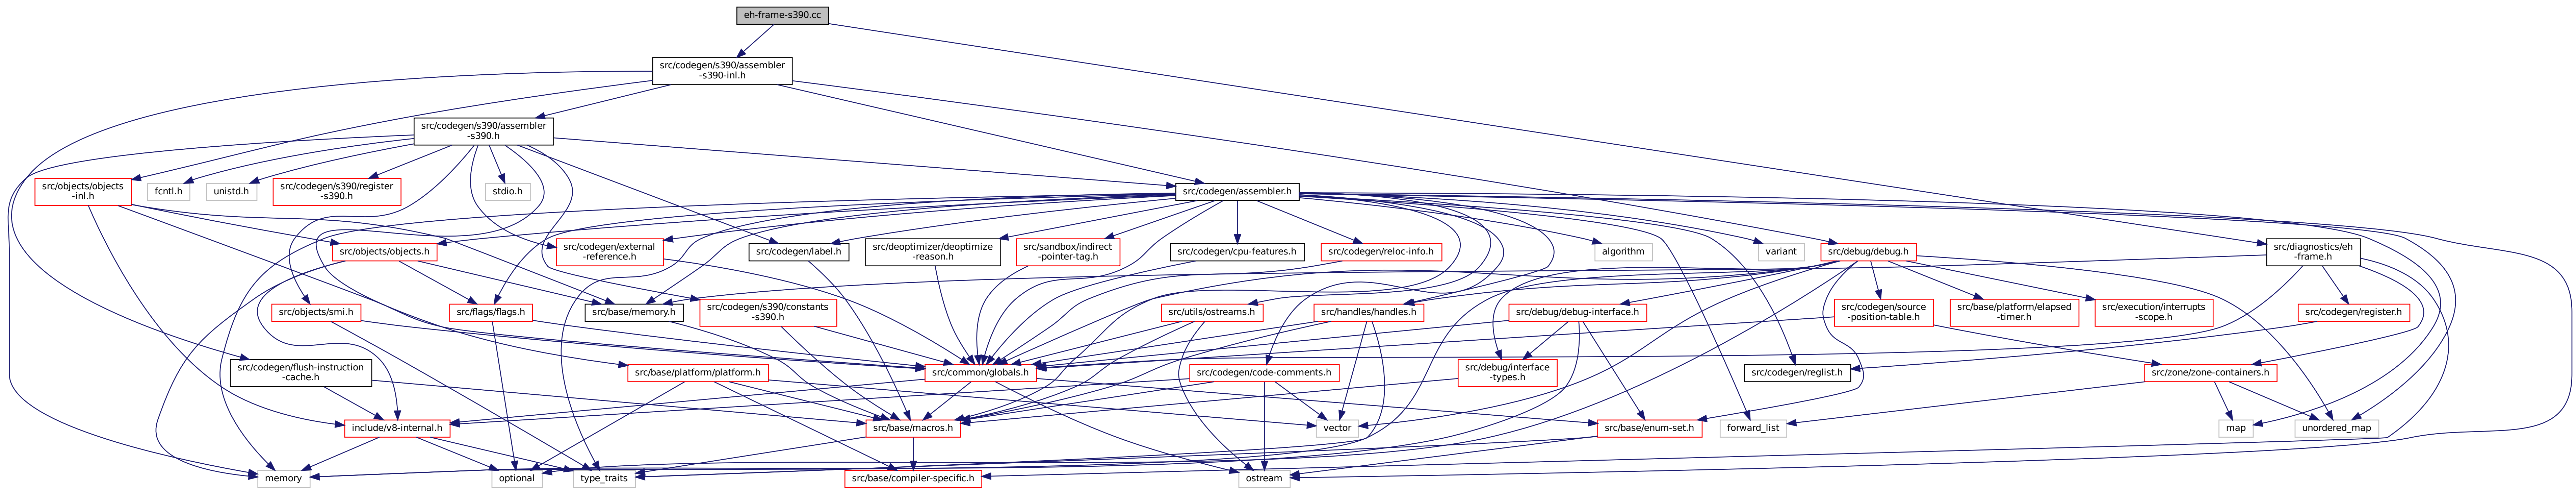 eh-frame-s390.cc
src/codegen/s390/assembler
-s390-inl.h
src/codegen/s390/assembler
-s390.h
src/objects/objects
-inl.h
fcntl.h
unistd.h
src/codegen/s390/register
-s390.h
stdio.h
src/codegen/assembler.h
src/objects/objects.h
src/codegen/external
-reference.h
src/codegen/label.h
src/deoptimizer/deoptimize
-reason.h
src/sandbox/indirect
-pointer-tag.h
src/codegen/cpu-features.h
src/codegen/reloc-info.h
algorithm
variant
src/debug/debug.h
src/diagnostics/eh
-frame.h
src/objects/smi.h
src/flags/flags.h
src/base/memory.h
src/codegen/s390/constants
-s390.h
src/utils/ostreams.h
src/handles/handles.h
src/debug/debug-interface.h
src/codegen/source
-position-table.h
src/base/platform/elapsed
-timer.h
src/execution/interrupts
-scope.h
src/codegen/register.h
src/codegen/flush-instruction
-cache.h
src/base/platform/platform.h
src/common/globals.h
src/codegen/code-comments.h
src/debug/interface
-types.h
src/codegen/reglist.h
src/zone/zone-containers.h
include/v8-internal.h
src/base/macros.h
vector
src/base/enum-set.h
forward_list
map
unordered_map
memory
optional
type_traits
src/base/compiler-specific.h
ostream